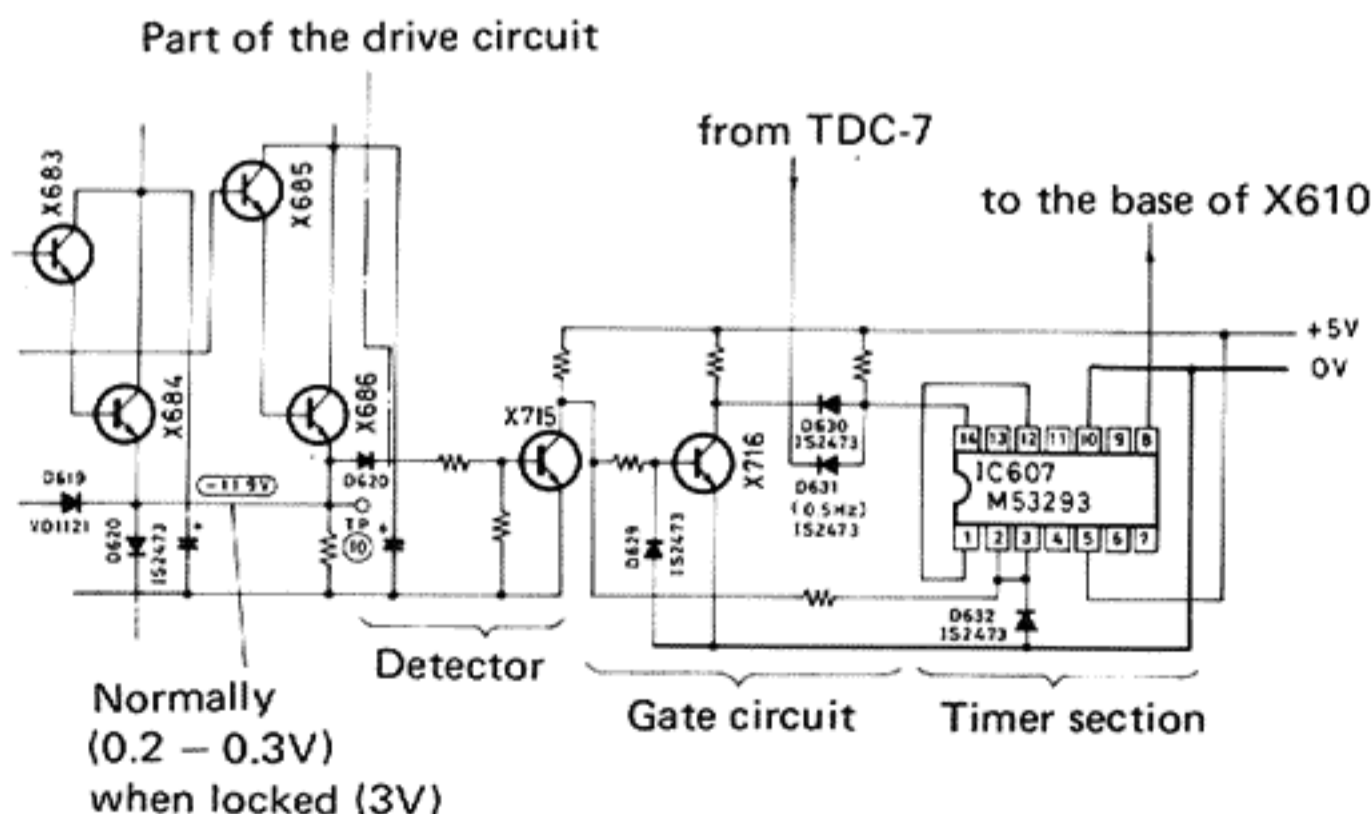 Part of the drive circuit
from TDC-7
to the base of X610
X683
X685
+5V
0V
X684
X686
X715
X716
D630
1S2473
D631
(0.5Hz)
1S2473
14 13 12 11 10 9 8
IC607
M53293
1 2 3 4 5 6 7
D619
VD1121
-11.9V
D620
TP
10
D620
1S2473
D629
1S2473
D632
1S2473
+
+
Detector
Gate circuit
Timer section
Normally
(0.2 – 0.3V)
when locked (3V)